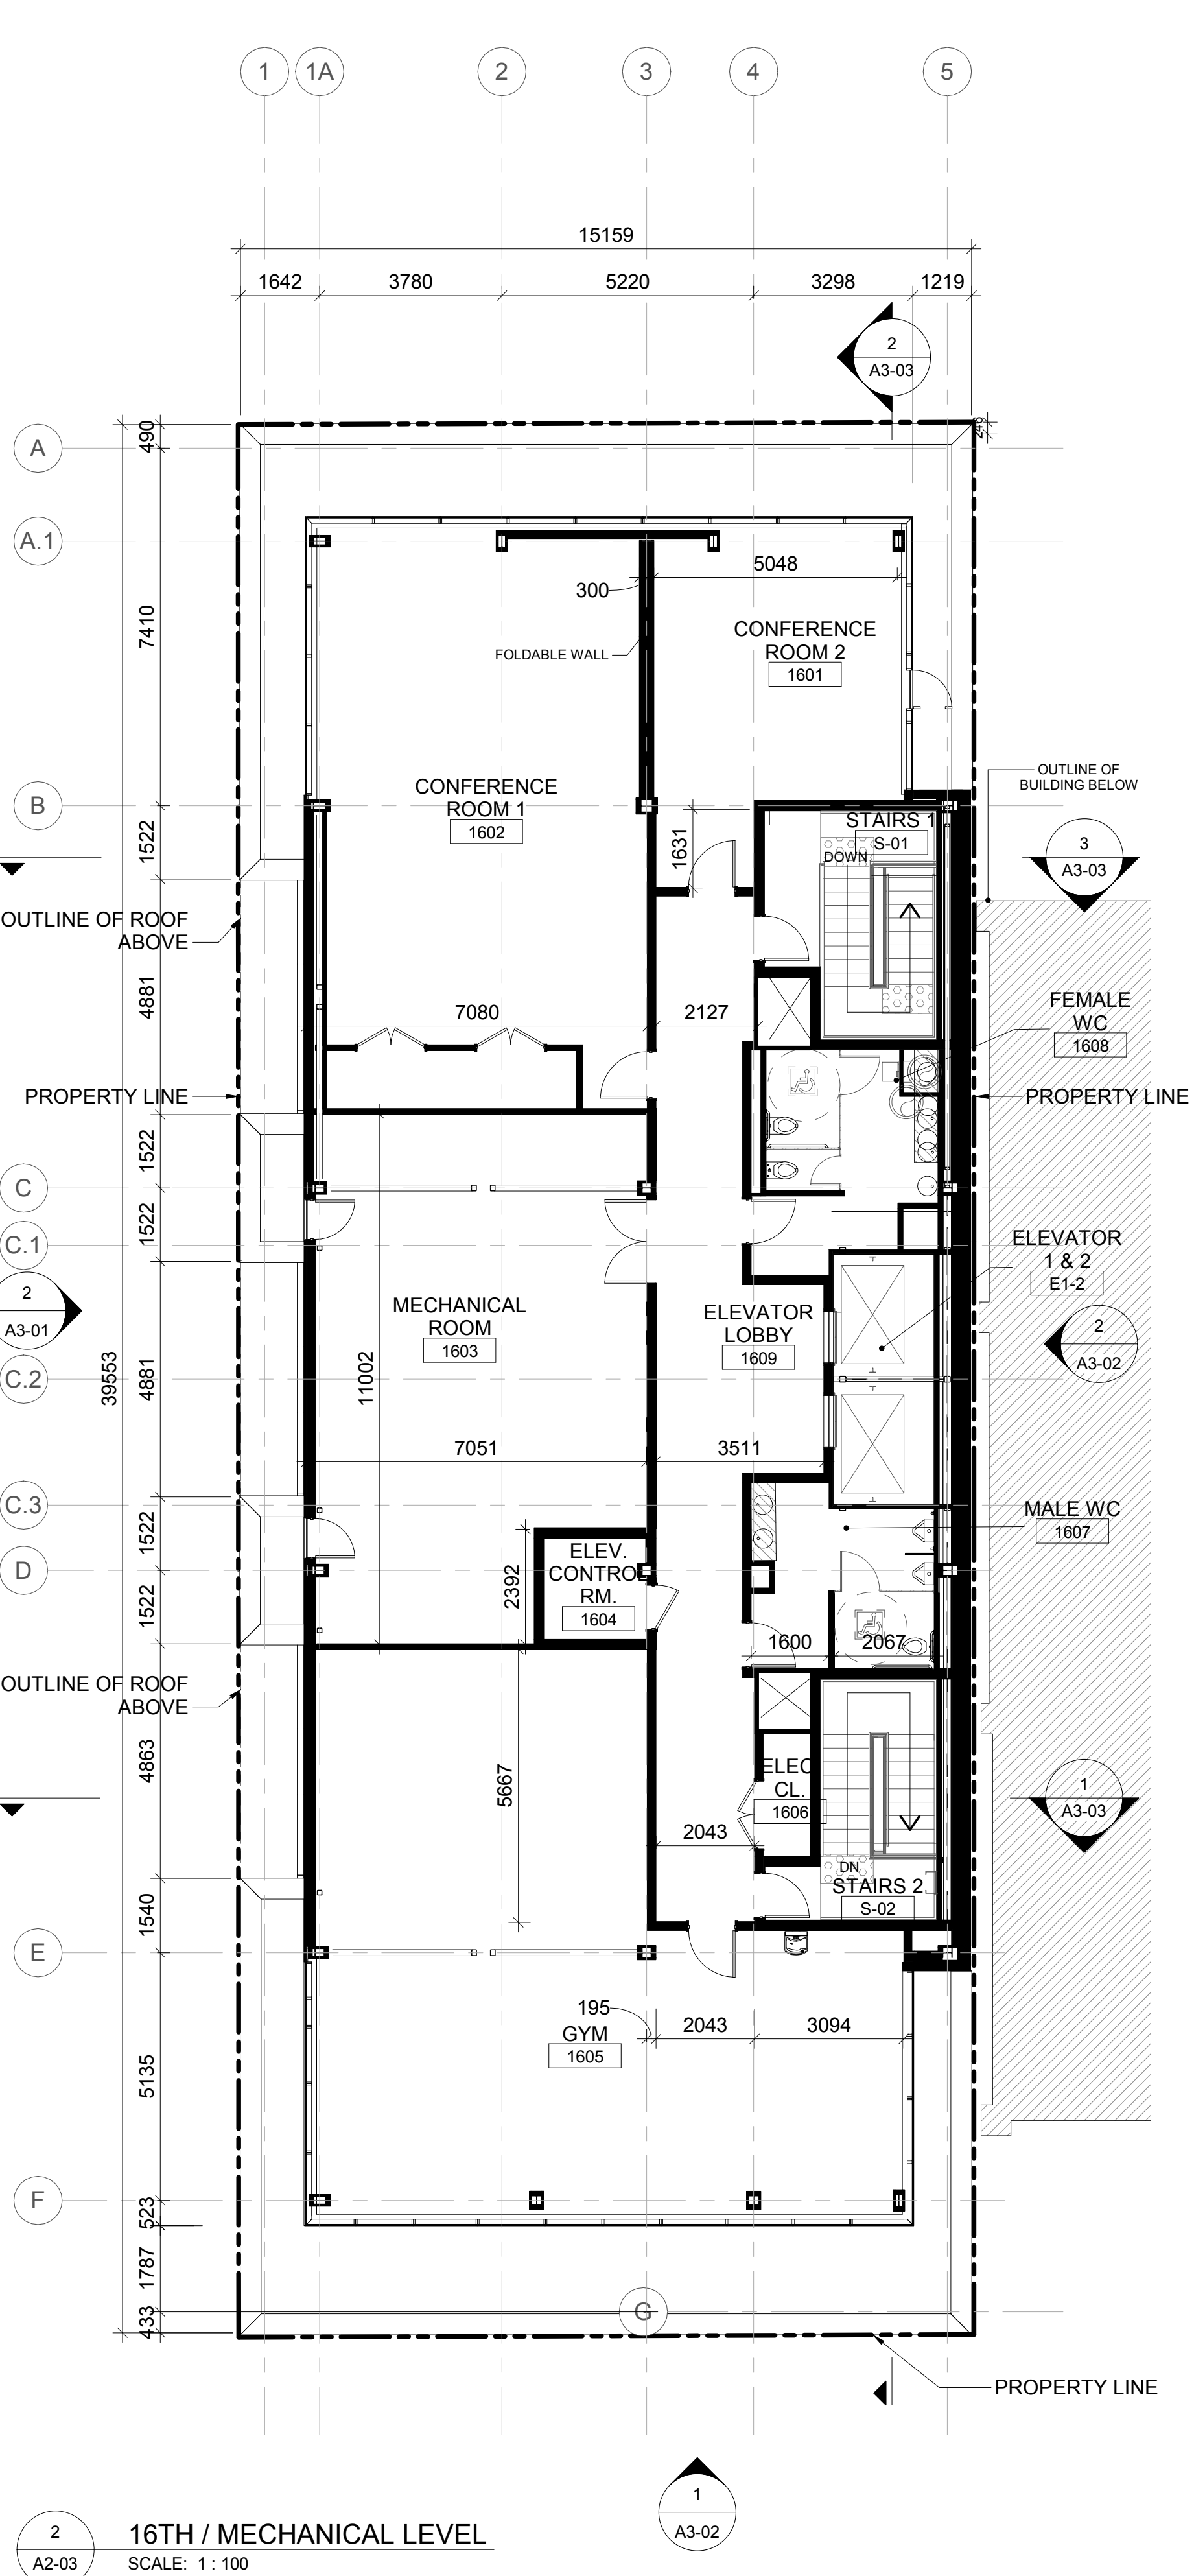 1
1A
2
3
4
5
15159
1642
3780
5220
3298
1219
2
A3-03
A
490
246
A.1
5048
300
7410
CONFERENCE
ROOM 2
1601
FOLDABLE WALL
CONFERENCE
ROOM 1
1602
OUTLINE OF
BUILDING BELOW
B
STAIRS 1
S-01
DOWN
1522
1631
3
A3-03
OUTLINE OF ROOF
ABOVE
4881
7080
2127
FEMALE
WC
1608
PROPERTY LINE
PROPERTY LINE
1522
C
1522
C.1
ELEVATOR
1 & 2
E1-2
2
A3-01
MECHANICAL
ROOM
1603
ELEVATOR
LOBBY
1609
2
A3-02
39553
C.2
4881
11002
7051
3511
C.3
MALE WC
1607
1522
D
ELEV.
CONTROL
RM.
1604
2392
1522
1600
2067
OUTLINE OF ROOF
ABOVE
4863
5667
ELEC
CL.
1606
1
A3-03
2043
DN
STAIRS 2
S-02
1540
E
195
GYM
1605
2043
3094
5135
F
523
1787
G
433
PROPERTY LINE
1
A3-02
2
A2-03
16TH / MECHANICAL LEVEL
SCALE: 1 : 100